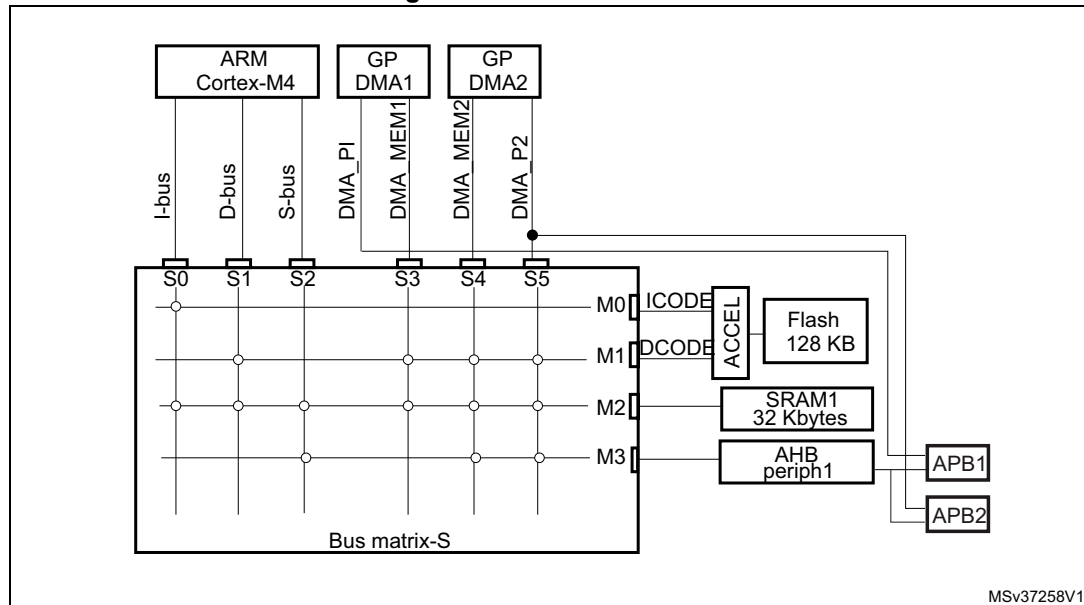 ARM
Cortex-M4
GP
DMA1
GP
DMA2
I-bus
D-bus
S-bus
DMA_PI
DMA_MEM1
DMA_MEM2
DMA_P2
S0 S1 S2 S3 S4 S5
M0
ICODE
M1
DCODE
ACCEL
Flash
128 KB
M2
SRAM1
32 Kbytes
M3
AHB
periph1
APB1
APB2
Bus matrix-S
MSv37258V1